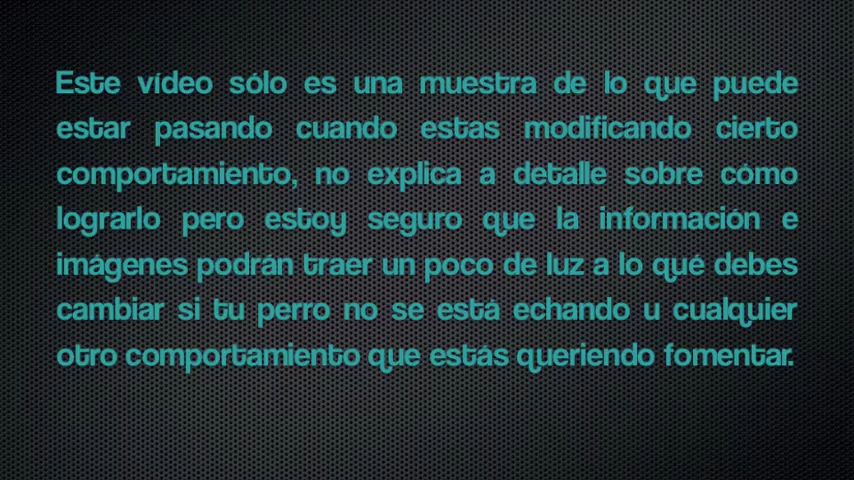 Este vídeo sólo es una muestra de lo que puede
estar pasando cuando estas modificando cierto
comportamiento, no explica a detalle sobre cómo
lograrlo pero estoy seguro que la información e
imágenes podrán traer un poco de luz a lo qué debes
cambiar si tu perro no se está echando u cualquier
otro comportamiento que estás queriendo fomentar.